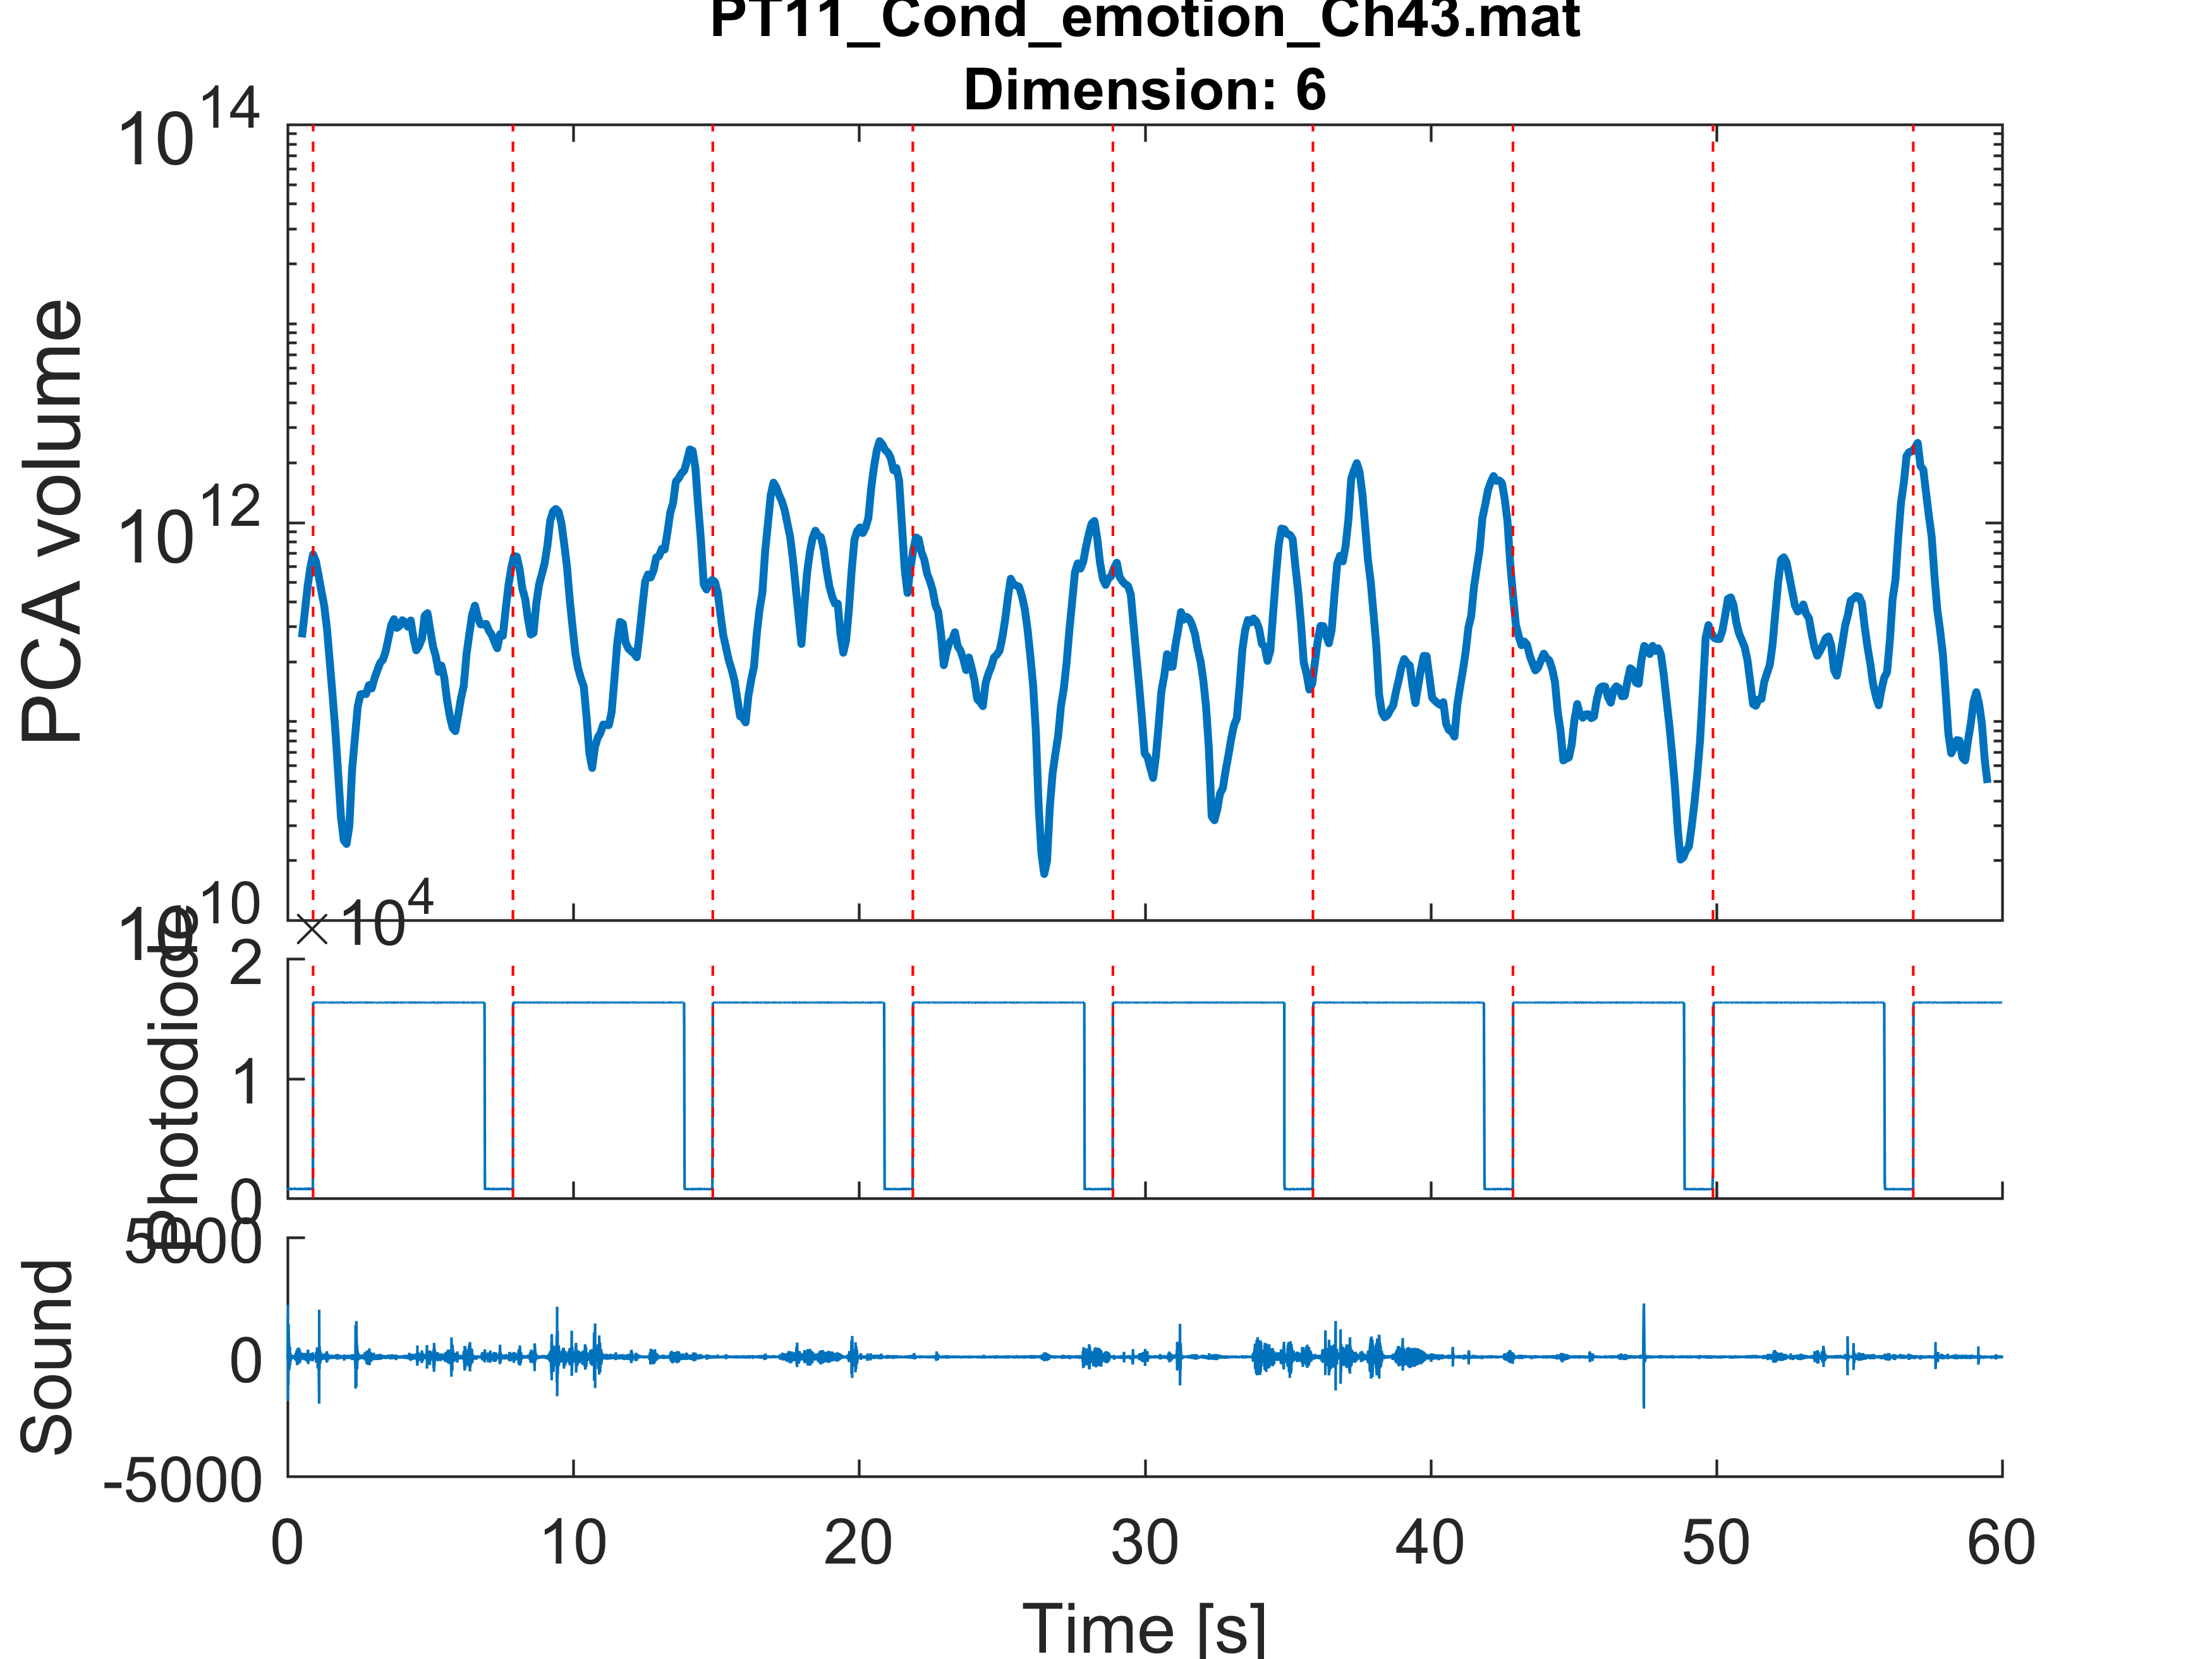 PT11_Cond_emotion_Ch43.mat
Dimension: 6
10^14
10^12
10^10
PCA volume
×10^4
2
1
0
Photodiode
5000
0
-5000
Sound
0 10 20 30 40 50 60
Time [s]